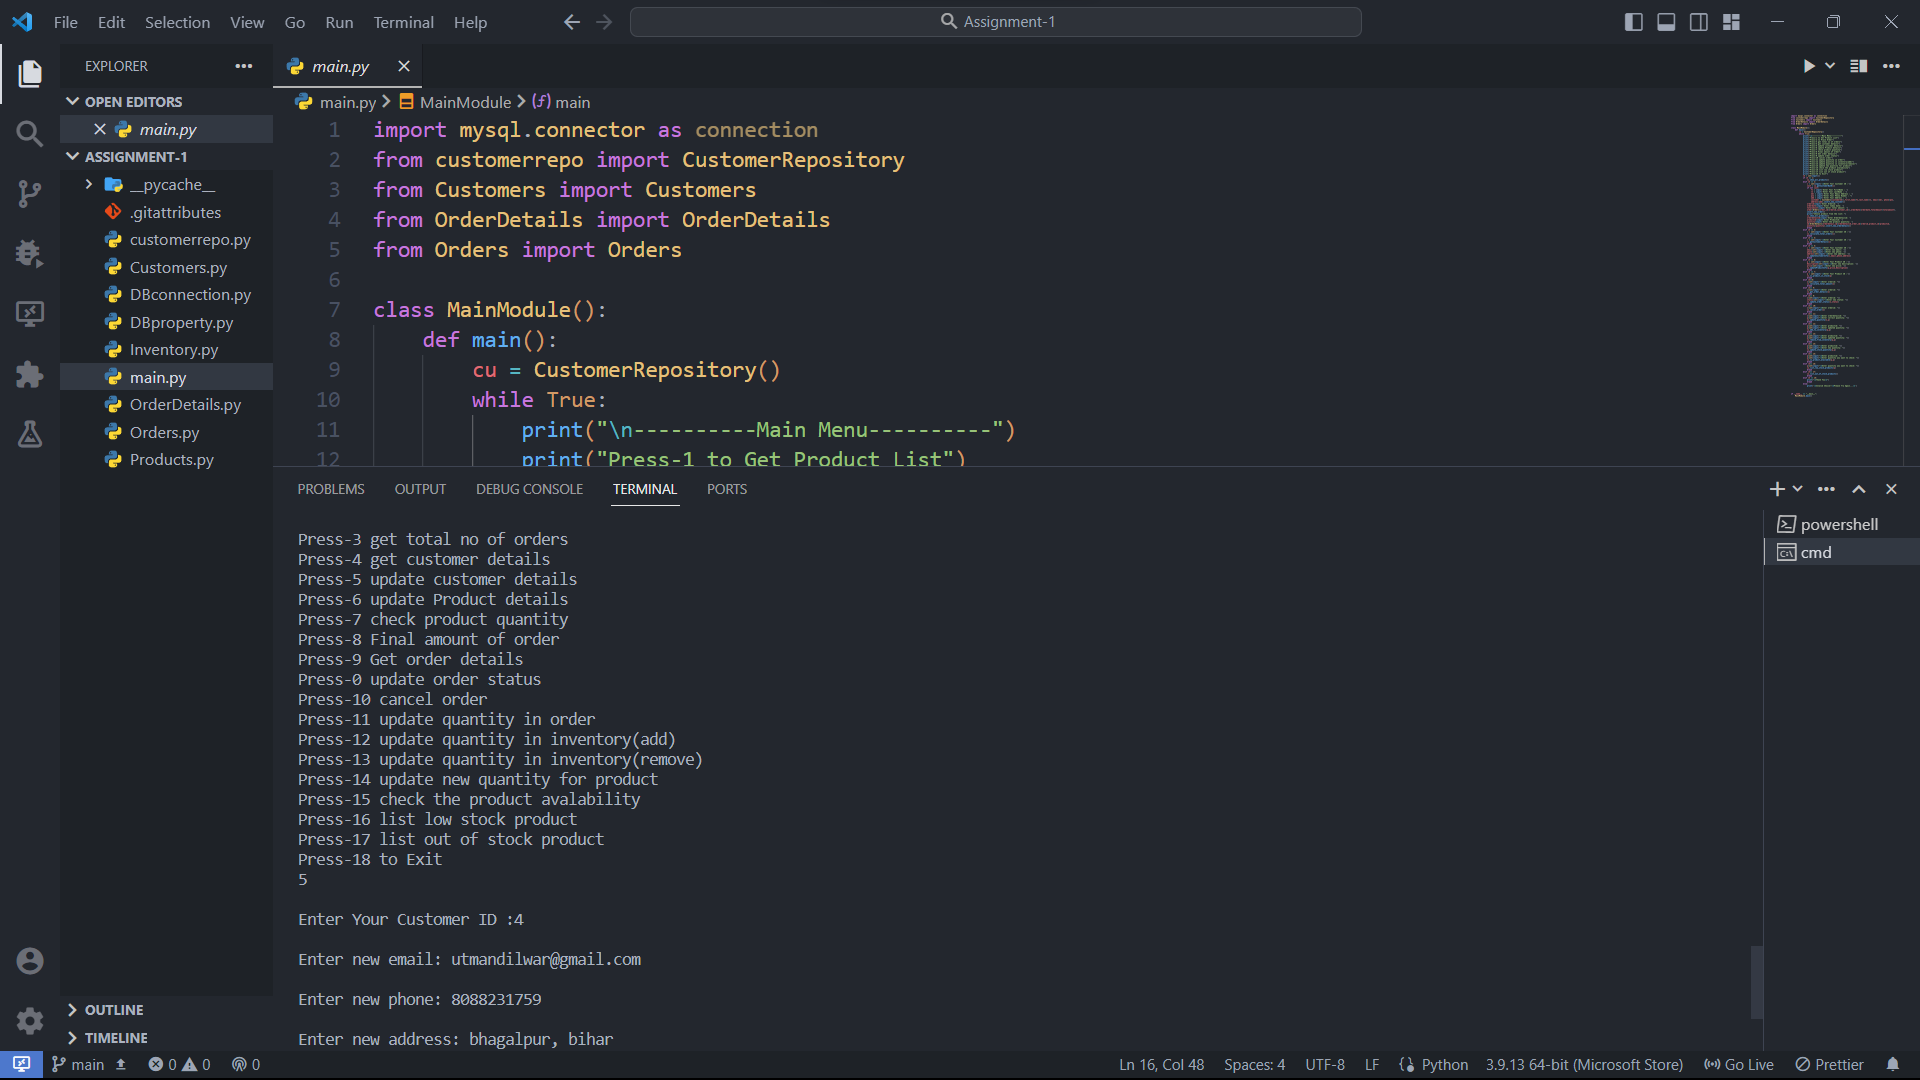 File Edit Selection View Go Run Terminal Help
Assignment-1
EXPLORER
OPEN EDITORS
main.py
ASSIGNMENT-1
__pycache__
.gitattributes
customerrepo.py
Customers.py
DBconnection.py
DBproperty.py
Inventory.py
main.py
OrderDetails.py
Orders.py
Products.py
OUTLINE
TIMELINE
main.py
main.py MainModule main
1 import mysql.connector as connection
2 from customerrepo import CustomerRepository
3 from Customers import Customers
4 from OrderDetails import OrderDetails
5 from Orders import Orders
6
7 class MainModule():
8 def main():
9 cu = CustomerRepository()
10 while True:
11 print("\n----------Main Menu----------")
12 print("Press-1 to Get Product List")
PROBLEMS OUTPUT DEBUG CONSOLE TERMINAL PORTS
Press-3 get total no of orders
Press-4 get customer details
Press-5 update customer details
Press-6 update Product details
Press-7 check product quantity
Press-8 Final amount of order
Press-9 Get order details
Press-0 update order status
Press-10 cancel order
Press-11 update quantity in order
Press-12 update quantity in inventory(add)
Press-13 update quantity in inventory(remove)
Press-14 update new quantity for product
Press-15 check the product avalability
Press-16 list low stock product
Press-17 list out of stock product
Press-18 to Exit
5
Enter Your Customer ID :4
Enter new email: utmandilwar@gmail.com
Enter new phone: 8088231759
Enter new address: bhagalpur, bihar
powershell
cmd
main 0 0 0 Ln 16, Col 48 Spaces: 4 UTF-8 LF Python 3.9.13 64-bit (Microsoft Store) Go Live Prettier